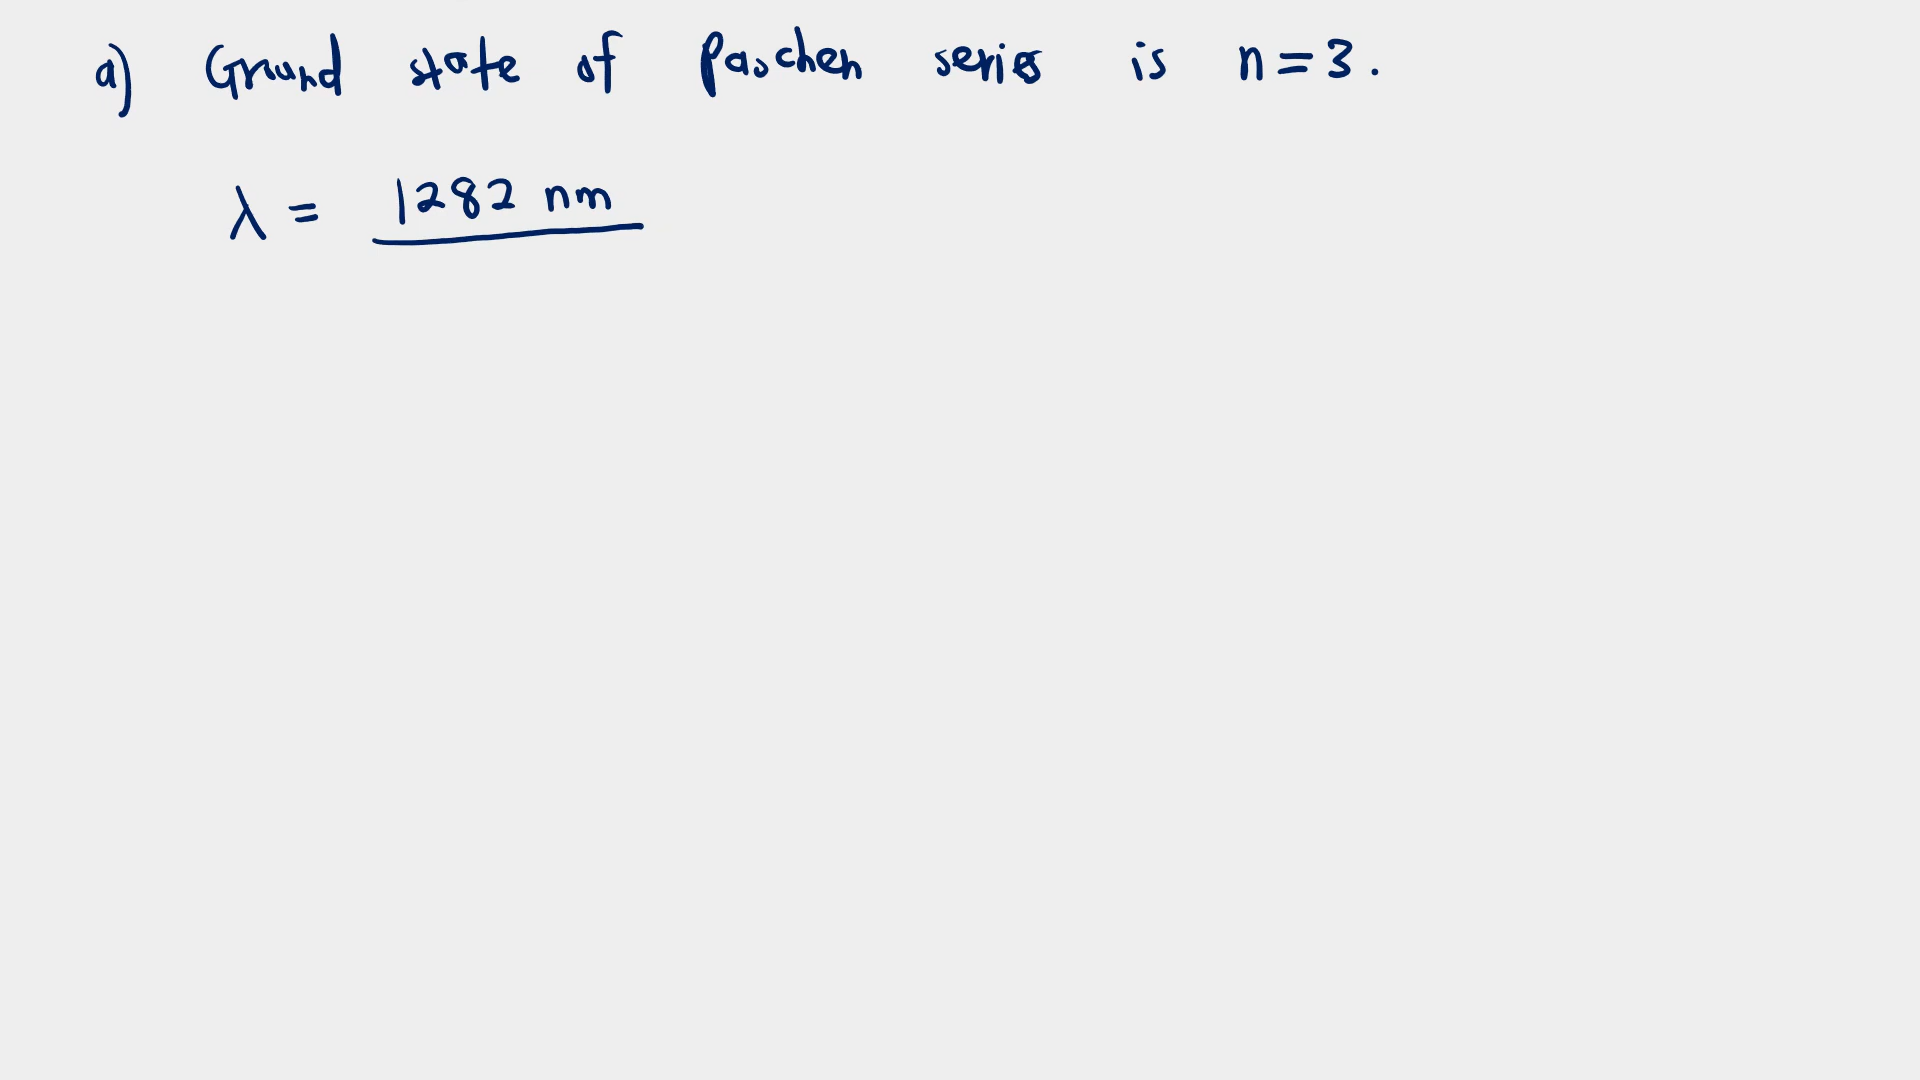 a) Ground state of Paschen series is n=3.
λ = 1282 nm